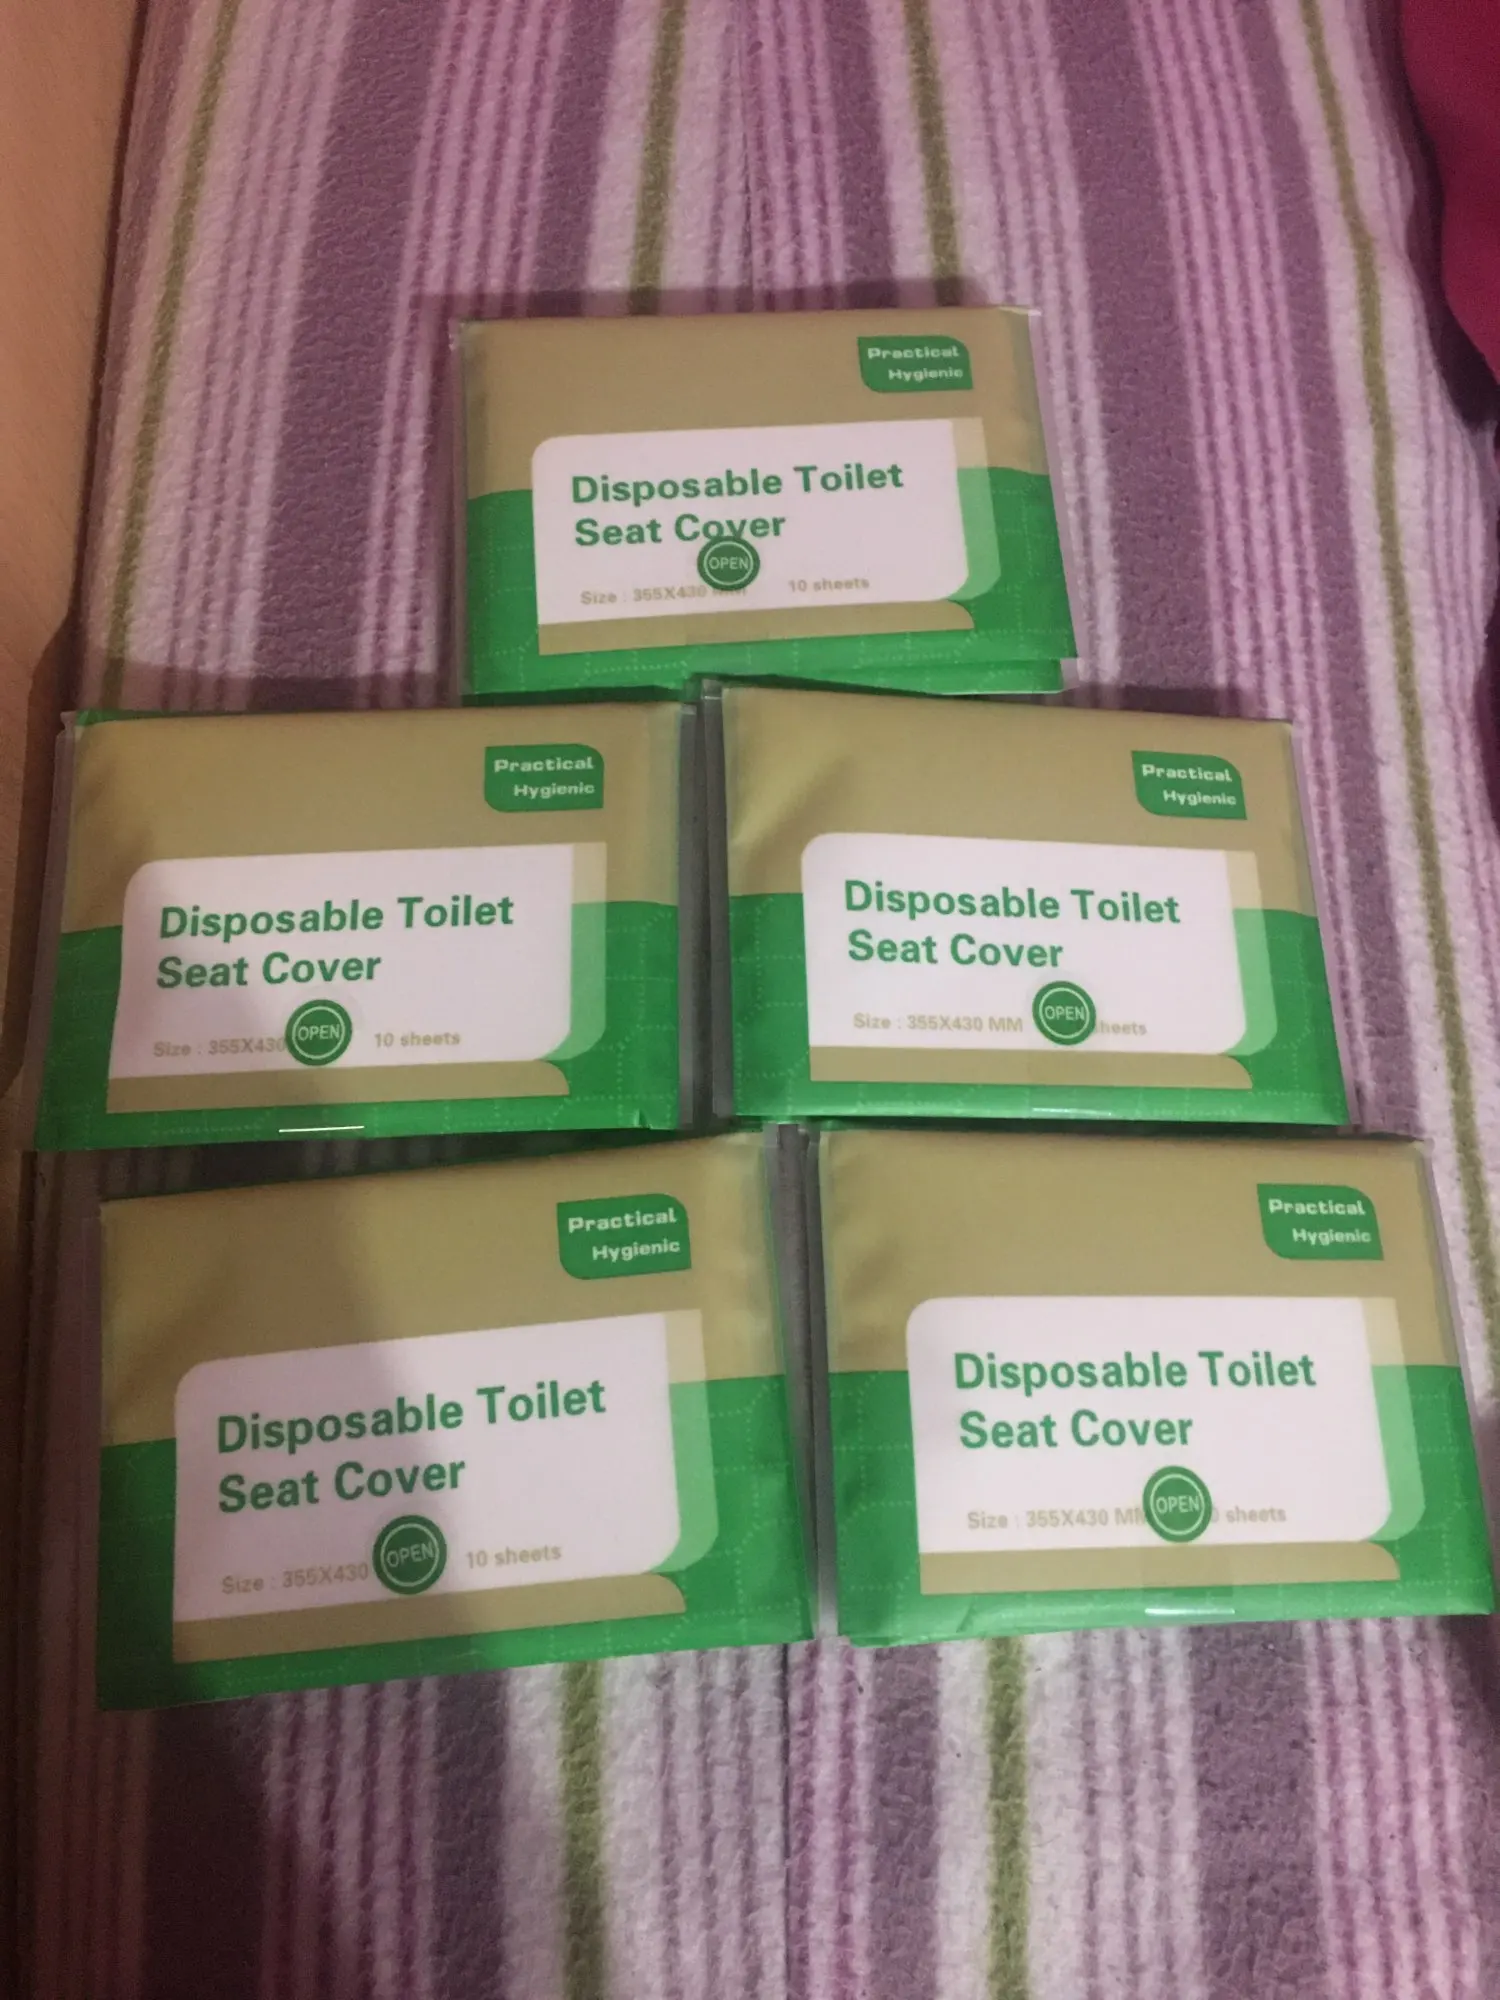 Practical
Hygienic
Disposable Toilet
Seat Cover
OPEN
Size : 355X430 MM 10 sheets
Practical
Hygienic
Disposable Toilet
Seat Cover
OPEN
Size : 355X430 10 sheets
Practical
Hygienic
Disposable Toilet
Seat Cover
OPEN
Size : 355X430 MM heets
Practical
Hygienic
Disposable Toilet
Seat Cover
OPEN
Size : 355X430 10 sheets
Practical
Hygienic
Disposable Toilet
Seat Cover
OPEN
Size : 355X430 sheets